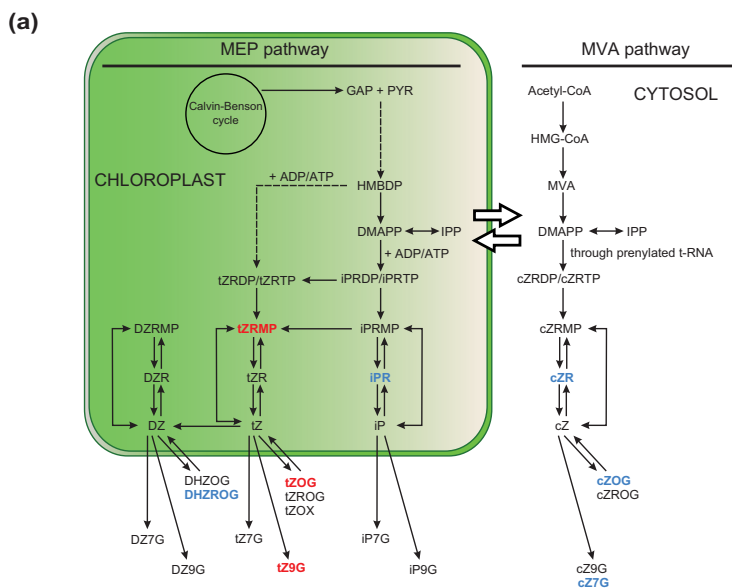 (a)
MEP pathway
MVA pathway
Calvin-Benson
cycle
GAP + PYR
Acetyl-CoA
CYTOSOL
HMG-CoA
CHLOROPLAST
+ ADP/ATP
HMBDP
MVA
DMAPP
IPP
DMAPP
IPP
+ ADP/ATP
through prenylated t-RNA
tZRDP/tZRTP
iPRDP/iPRTP
cZRDP/cZRTP
DZRMP
tZRMP
iPRMP
cZRMP
DZR
tZR
iPR
cZR
DZ
tZ
iP
cZ
DHZOG
DHZROG
tZOG
tZROG
tZOX
cZOG
cZROG
DZ7G
tZ7G
iP7G
DZ9G
tZ9G
iP9G
cZ9G
cZ7G